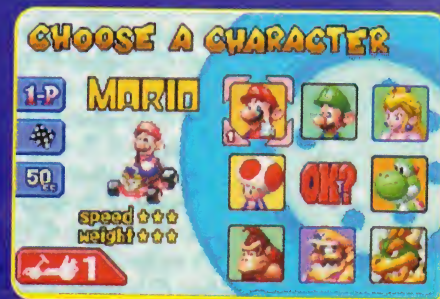 CHOOSE A CHARACTER
1-P
MARIO
1
OK?
50cc
speed ★★★
weight ★★★
1